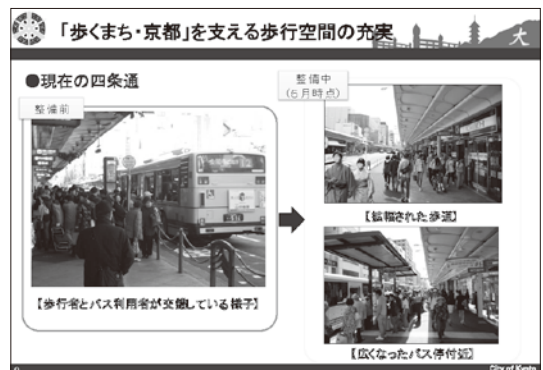 「歩くまち・京都」を支える歩行空間の充実
大
●現在の四条通
整備前
【歩行者とバス利用者が交錯している様子】
整備中
(6月時点)
【拡幅された歩道】
【広くなったバス停付近】
City of Kyoto